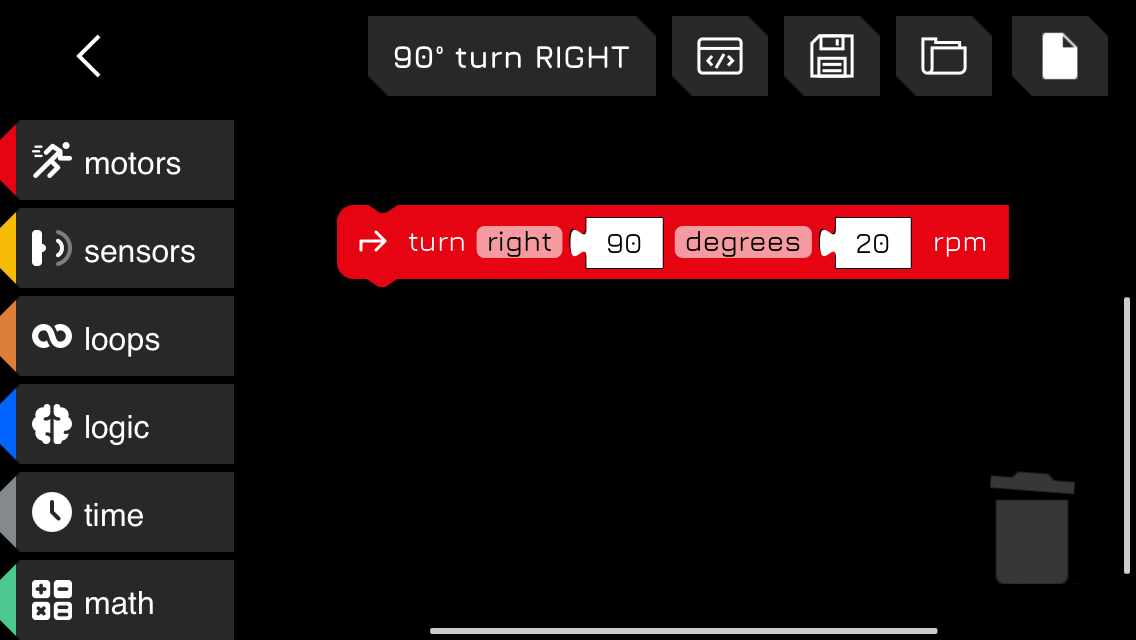 90° turn RIGHT
motors
sensors
loops
logic
time
math
turn right 90 degrees 20 rpm